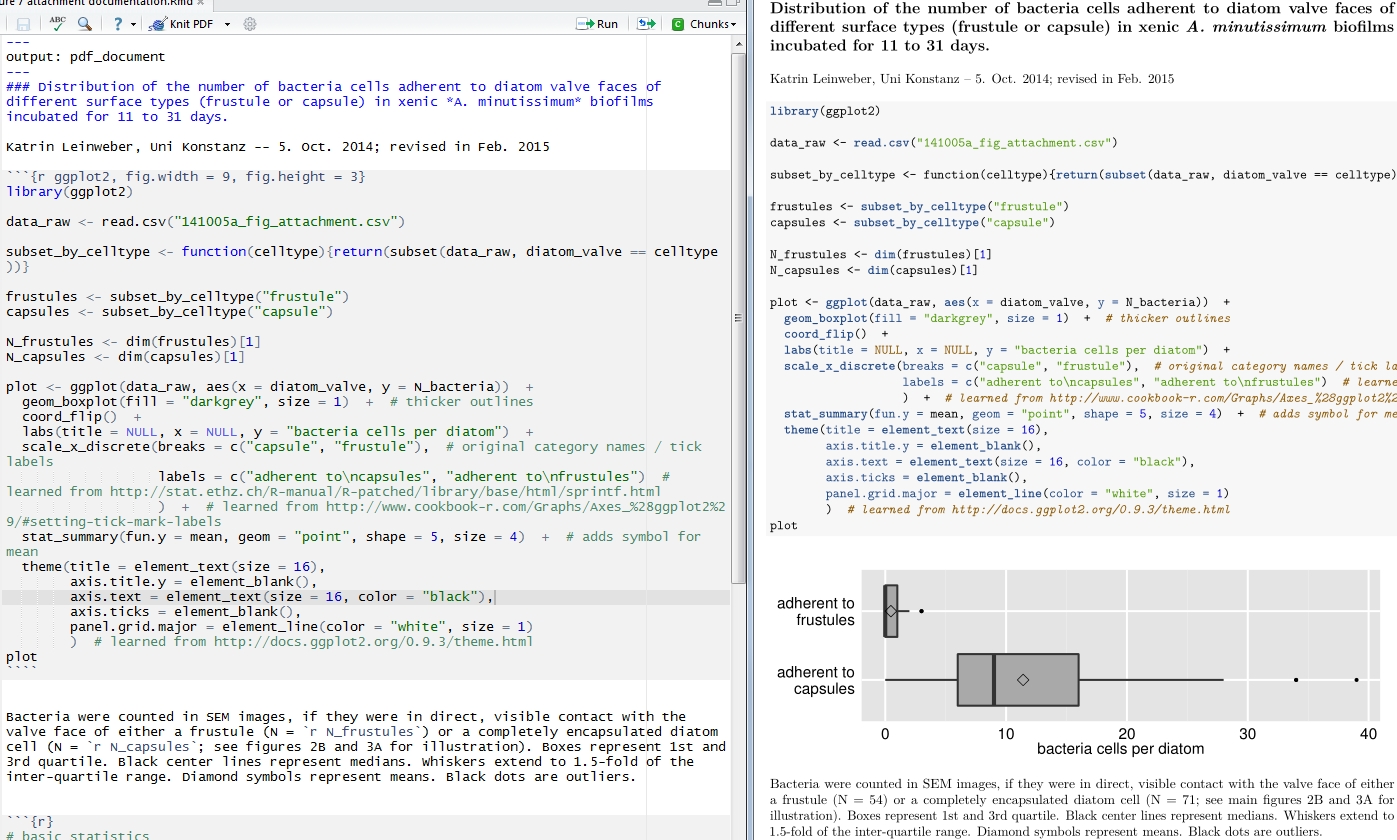 ure 7 attachment documentation.Rmd ×
ABC ? Knit PDF Run Chunks
---
output: pdf_document
---
### Distribution of the number of bacteria cells adherent to diatom valve faces of
different surface types (frustule or capsule) in xenic *A. minutissimum* biofilms
incubated for 11 to 31 days.
Katrin Leinweber, Uni Konstanz -- 5. Oct. 2014; revised in Feb. 2015
```{r ggplot2, fig.width = 9, fig.height = 3}
library(ggplot2)
data_raw <- read.csv("141005a_fig_attachment.csv")
subset_by_celltype <- function(celltype){return(subset(data_raw, diatom_valve == celltype
))}
frustules <- subset_by_celltype("frustule")
capsules <- subset_by_celltype("capsule")
N_frustules <- dim(frustules)[1]
N_capsules <- dim(capsules)[1]
plot <- ggplot(data_raw, aes(x = diatom_valve, y = N_bacteria))  +
  geom_boxplot(fill = "darkgrey", size = 1)  +  # thicker outlines
  coord_flip()  +
  labs(title = NULL, x = NULL, y = "bacteria cells per diatom")  +
  scale_x_discrete(breaks = c("capsule", "frustule"),  # original category names / tick
labels
                   labels = c("adherent to\ncapsules", "adherent to\nfrustules")  #
learned from http://stat.ethz.ch/R-manual/R-patched/library/base/html/sprintf.html
                   )  +  # learned from http://www.cookbook-r.com/Graphs/Axes_%28ggplot2%2
9/#setting-tick-mark-labels
  stat_summary(fun.y = mean, geom = "point", shape = 5, size = 4)  +  # adds symbol for
mean
  theme(title = element_text(size = 16),
        axis.title.y = element_blank(),
        axis.text = element_text(size = 16, color = "black"),
        axis.ticks = element_blank(),
        panel.grid.major = element_line(color = "white", size = 1)
        )  # learned from http://docs.ggplot2.org/0.9.3/theme.html
plot
````
Bacteria were counted in SEM images, if they were in direct, visible contact with the
valve face of either a frustule (N = `r N_frustules`) or a completely encapsulated diatom
cell (N = `r N_capsules`; see figures 2B and 3A for illustration). Boxes represent 1st and
3rd quartile. Black center lines represent medians. Whiskers extend to 1.5-fold of the
inter-quartile range. Diamond symbols represent means. Black dots are outliers.
```{r}
# basic statistics
Distribution of the number of bacteria cells adherent to diatom valve faces of
different surface types (frustule or capsule) in xenic A. minutissimum biofilms
incubated for 11 to 31 days.
Katrin Leinweber, Uni Konstanz – 5. Oct. 2014; revised in Feb. 2015
library(ggplot2)
data_raw <- read.csv("141005a_fig_attachment.csv")
subset_by_celltype <- function(celltype){return(subset(data_raw, diatom_valve == celltype)
frustules <- subset_by_celltype("frustule")
capsules <- subset_by_celltype("capsule")
N_frustules <- dim(frustules)[1]
N_capsules <- dim(capsules)[1]
plot <- ggplot(data_raw, aes(x = diatom_valve, y = N_bacteria))  +
  geom_boxplot(fill = "darkgrey", size = 1)  +  # thicker outlines
  coord_flip()  +
  labs(title = NULL, x = NULL, y = "bacteria cells per diatom")  +
  scale_x_discrete(breaks = c("capsule", "frustule"),  # original category names / tick la
                   labels = c("adherent to\ncapsules", "adherent to\nfrustules")  # learne
                   )  +  # learned from http://www.cookbook-r.com/Graphs/Axes_%28ggplot2%2
  stat_summary(fun.y = mean, geom = "point", shape = 5, size = 4)  +  # adds symbol for me
  theme(title = element_text(size = 16),
        axis.title.y = element_blank(),
        axis.text = element_text(size = 16, color = "black"),
        axis.ticks = element_blank(),
        panel.grid.major = element_line(color = "white", size = 1)
        )  # learned from http://docs.ggplot2.org/0.9.3/theme.html
plot
adherent to
frustules
adherent to
capsules
0 10 20 30 40
bacteria cells per diatom
Bacteria were counted in SEM images, if they were in direct, visible contact with the valve face of either
a frustule (N = 54) or a completely encapsulated diatom cell (N = 71; see main figures 2B and 3A for
illustration). Boxes represent 1st and 3rd quartile. Black center lines represent medians. Whiskers extend to
1.5-fold of the inter-quartile range. Diamond symbols represent means. Black dots are outliers.